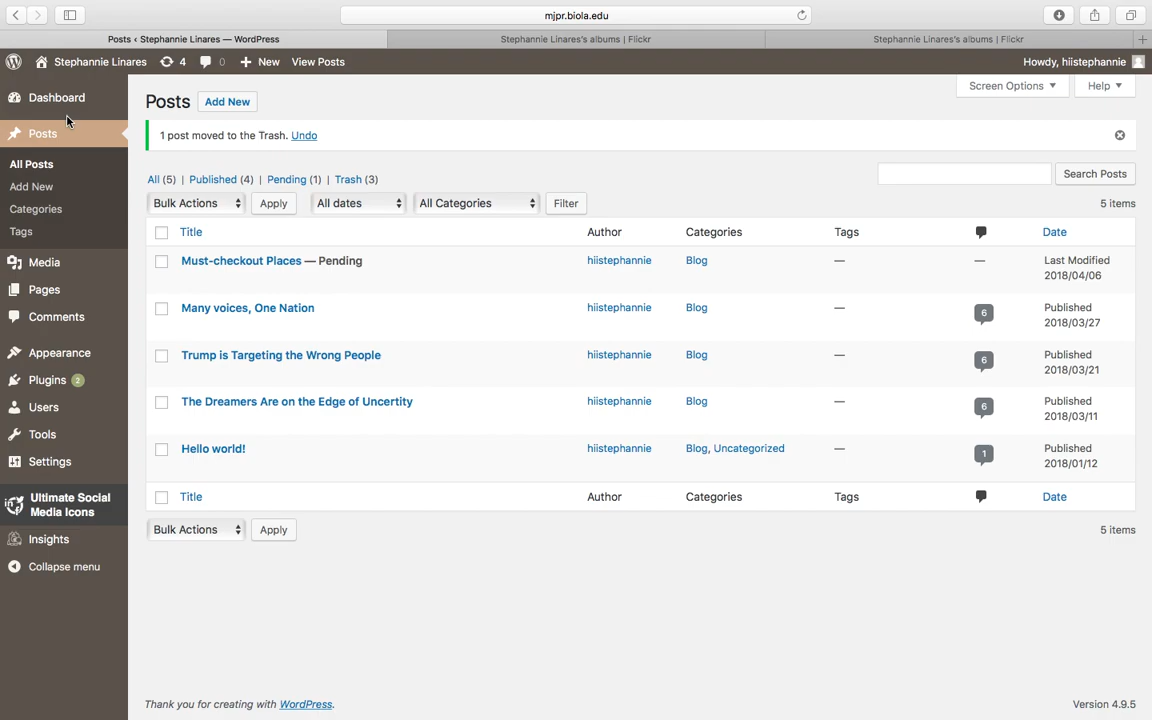 mjpr.biola.edu
Posts ‹ Stephannie Linares — WordPress
Stephannie Linares's albums | Flickr
Stephannie Linares's albums | Flickr
Stephannie Linares
4
0
New
View Posts
Howdy, hiistephannie
Dashboard
Posts
All Posts
Add New
Categories
Tags
Media
Pages
Comments
Appearance
Plugins 2
Users
Tools
Settings
Ultimate Social
Media Icons
Insights
Collapse menu
Posts Add New
Screen Options
Help
1 post moved to the Trash. Undo
All (5) | Published (4) | Pending (1) | Trash (3)
Search Posts
Bulk Actions Apply All dates All Categories Filter 5 items
Title Author Categories Tags Date
Must-checkout Places — Pending hiistephannie Blog — — Last Modified
2018/04/06
Many voices, One Nation hiistephannie Blog — 6 Published
2018/03/27
Trump is Targeting the Wrong People hiistephannie Blog — 6 Published
2018/03/21
The Dreamers Are on the Edge of Uncertity hiistephannie Blog — 6 Published
2018/03/11
Hello world! hiistephannie Blog, Uncategorized — 1 Published
2018/01/12
Title Author Categories Tags Date
Bulk Actions Apply 5 items
Thank you for creating with WordPress. Version 4.9.5